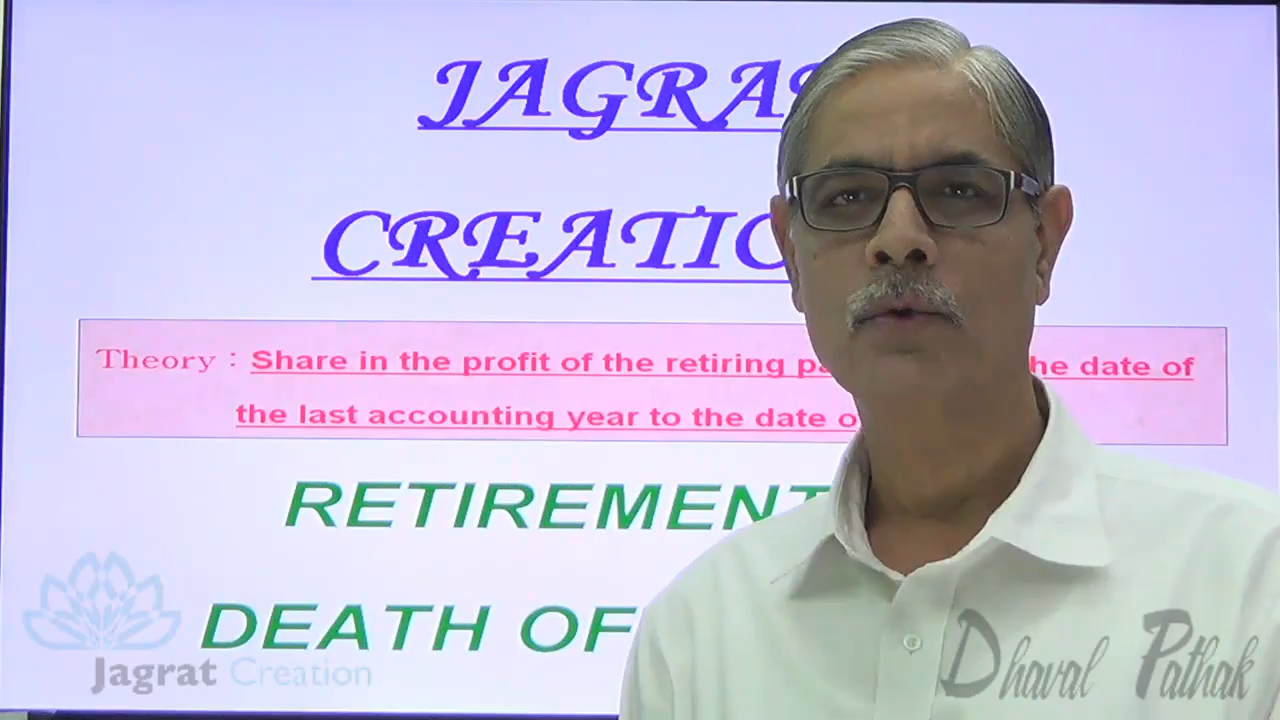 JAGRA
CREATIO
Theory : Share in the profit of the retiring pa he date of
the last accounting year to the date o
RETIREMENT
DEATH OF
Jagrat Creation
Dhaval Pathak